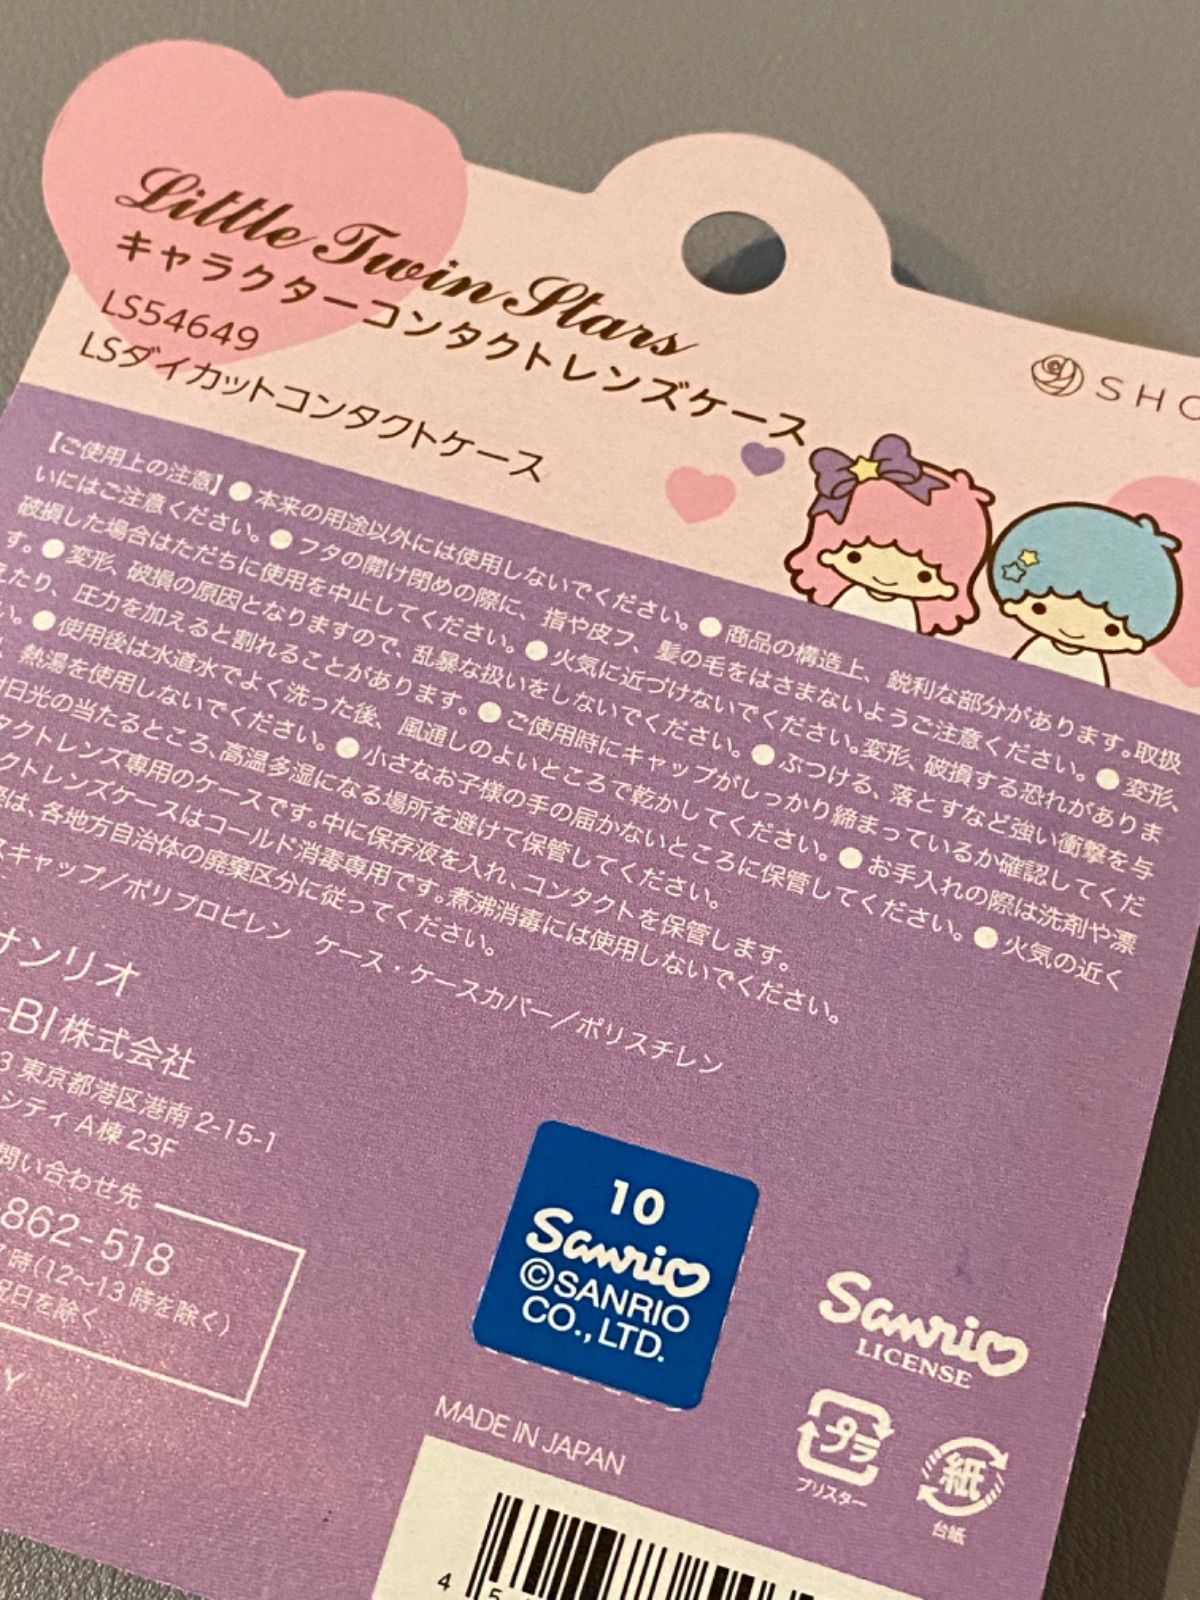 Little Twin Stars
キャラクターコンタクトレンズケース
LS54649
LSダイカットコンタクトケース
SHO
【ご使用上の注意】●本来の用途以外には使用しないでください。●商品の構造上、鋭利な部分があります。取扱
いにはご注意ください。●フタの開け閉めの際に、指や皮フ、髪の毛をはさまないようご注意ください。●変形、
破損した場合はただちに使用を中止してください。●火気に近づけないでください。変形、破損する恐れがありま
す。●変形、破損の原因となりますので、乱暴な扱いをしないでください。●ぶつける、落とすなど強い衝撃を与
えたり、圧力を加えると割れることがあります。●ご使用時にキャップがしっかり締まっているか確認してくだ
い。●使用後は水道水でよく洗った後、風通しのよいところで乾かしてください。●お手入れの際は洗剤や漂
、熱湯を使用しないでください。●小さなお子様の手の届かないところに保管してください。●火気の近く
日光の当たるところ、高温多湿になる場所を避けて保管してください。
タクトレンズ専用のケースです。中に保存液を入れ、コンタクトを保管します。
クトレンズケースはコールド消毒専用です。煮沸消毒には使用しないでください。
は、各地方自治体の廃棄区分に従ってください。
キャップ／ポリプロピレン ケース・ケースカバー／ポリスチレン
サンリオ
-BI株式会社
3 東京都港区港南2-15-1
シティA棟23F
問い合わせ先
862-518
7時(12〜13時を除く)
祝日を除く
Y
10
Sanrio
©SANRIO
CO., LTD.
Sanrio
LICENSE
MADE IN JAPAN
プラ
ブリスター
紙
台紙
4 5